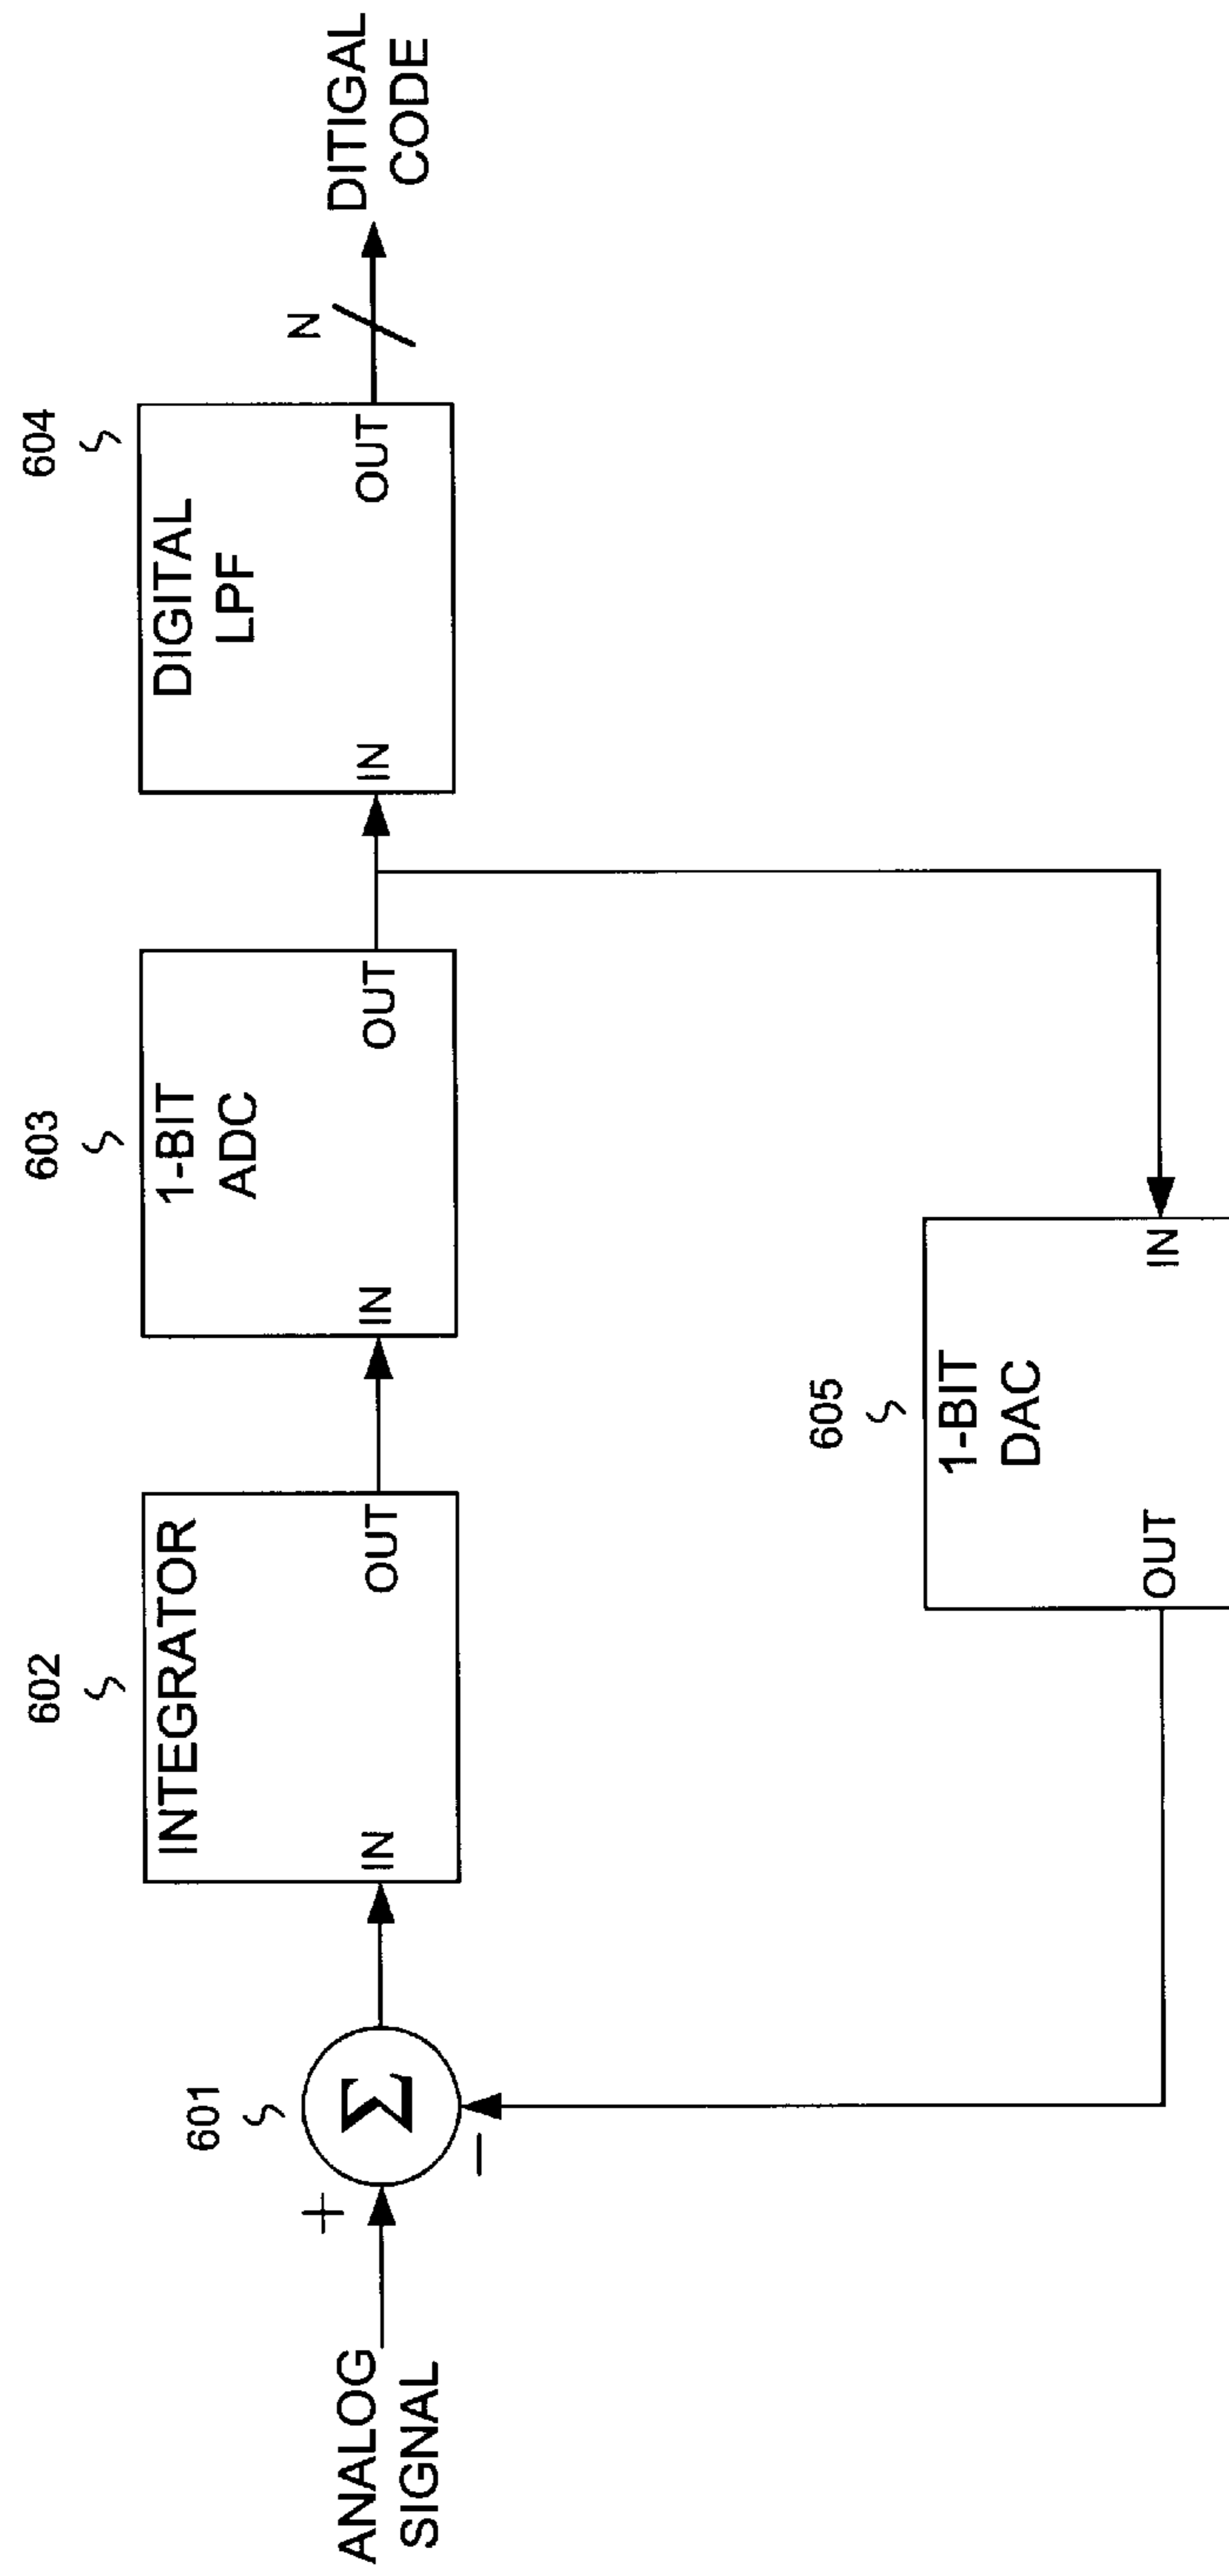 601
602
603
604
INTEGRATOR
1-BIT
ADC
DIGITAL
LPF
ANALOG
SIGNAL
+
Σ
−
IN
OUT
IN
OUT
IN
OUT
N
DITIGAL
CODE
605
1-BIT
DAC
OUT
IN